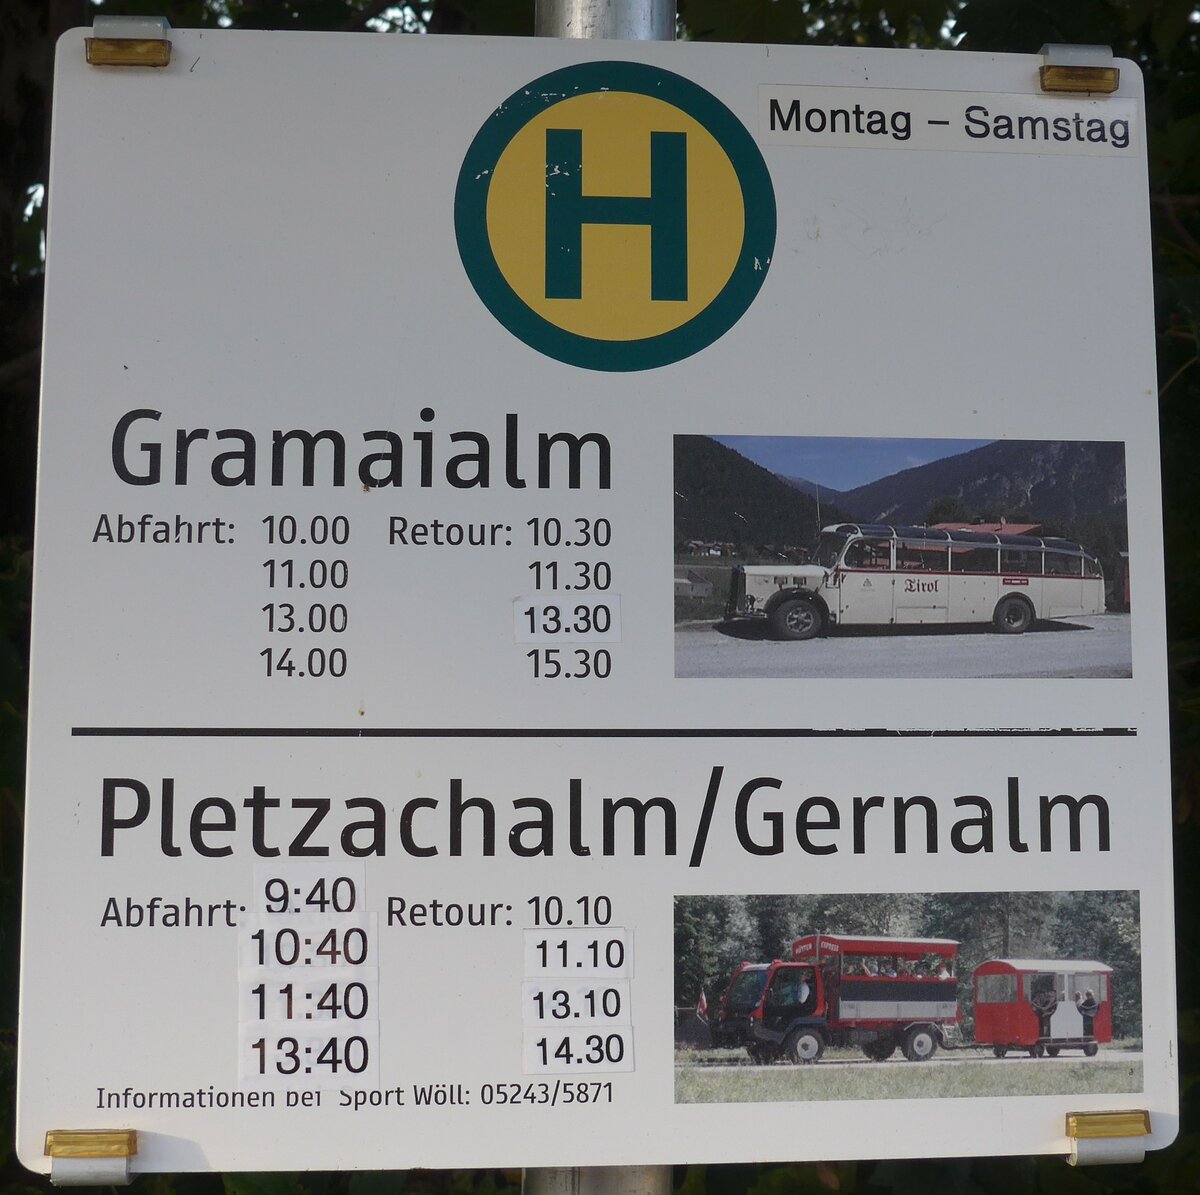 H
Montag – Samstag
Gramaialm
Abfahrt: 10.00 Retour: 10.30
11.00 11.30
13.00 13.30
14.00 15.30
Tirol
Pletzachalm/Gernalm
Abfahrt: 9:40 Retour: 10.10
10:40 11.10
11:40 13.10
13:40 14.30
EXPRESS
Informationen bei Sport Wöll: 05243/5871